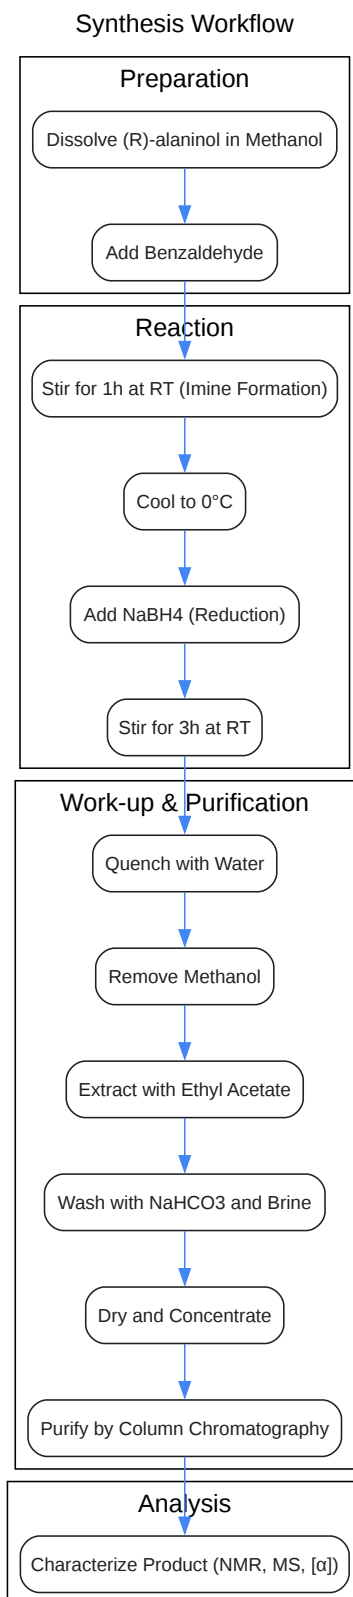 Synthesis Workflow
Preparation
Dissolve (R)-alaninol in Methanol
Add Benzaldehyde
Reaction
Stir for 1h at RT (Imine Formation)
Cool to 0°C
Add NaBH4 (Reduction)
Stir for 3h at RT
Work-up & Purification
Quench with Water
Remove Methanol
Extract with Ethyl Acetate
Wash with NaHCO3 and Brine
Dry and Concentrate
Purify by Column Chromatography
Analysis
Characterize Product (NMR, MS, [α])